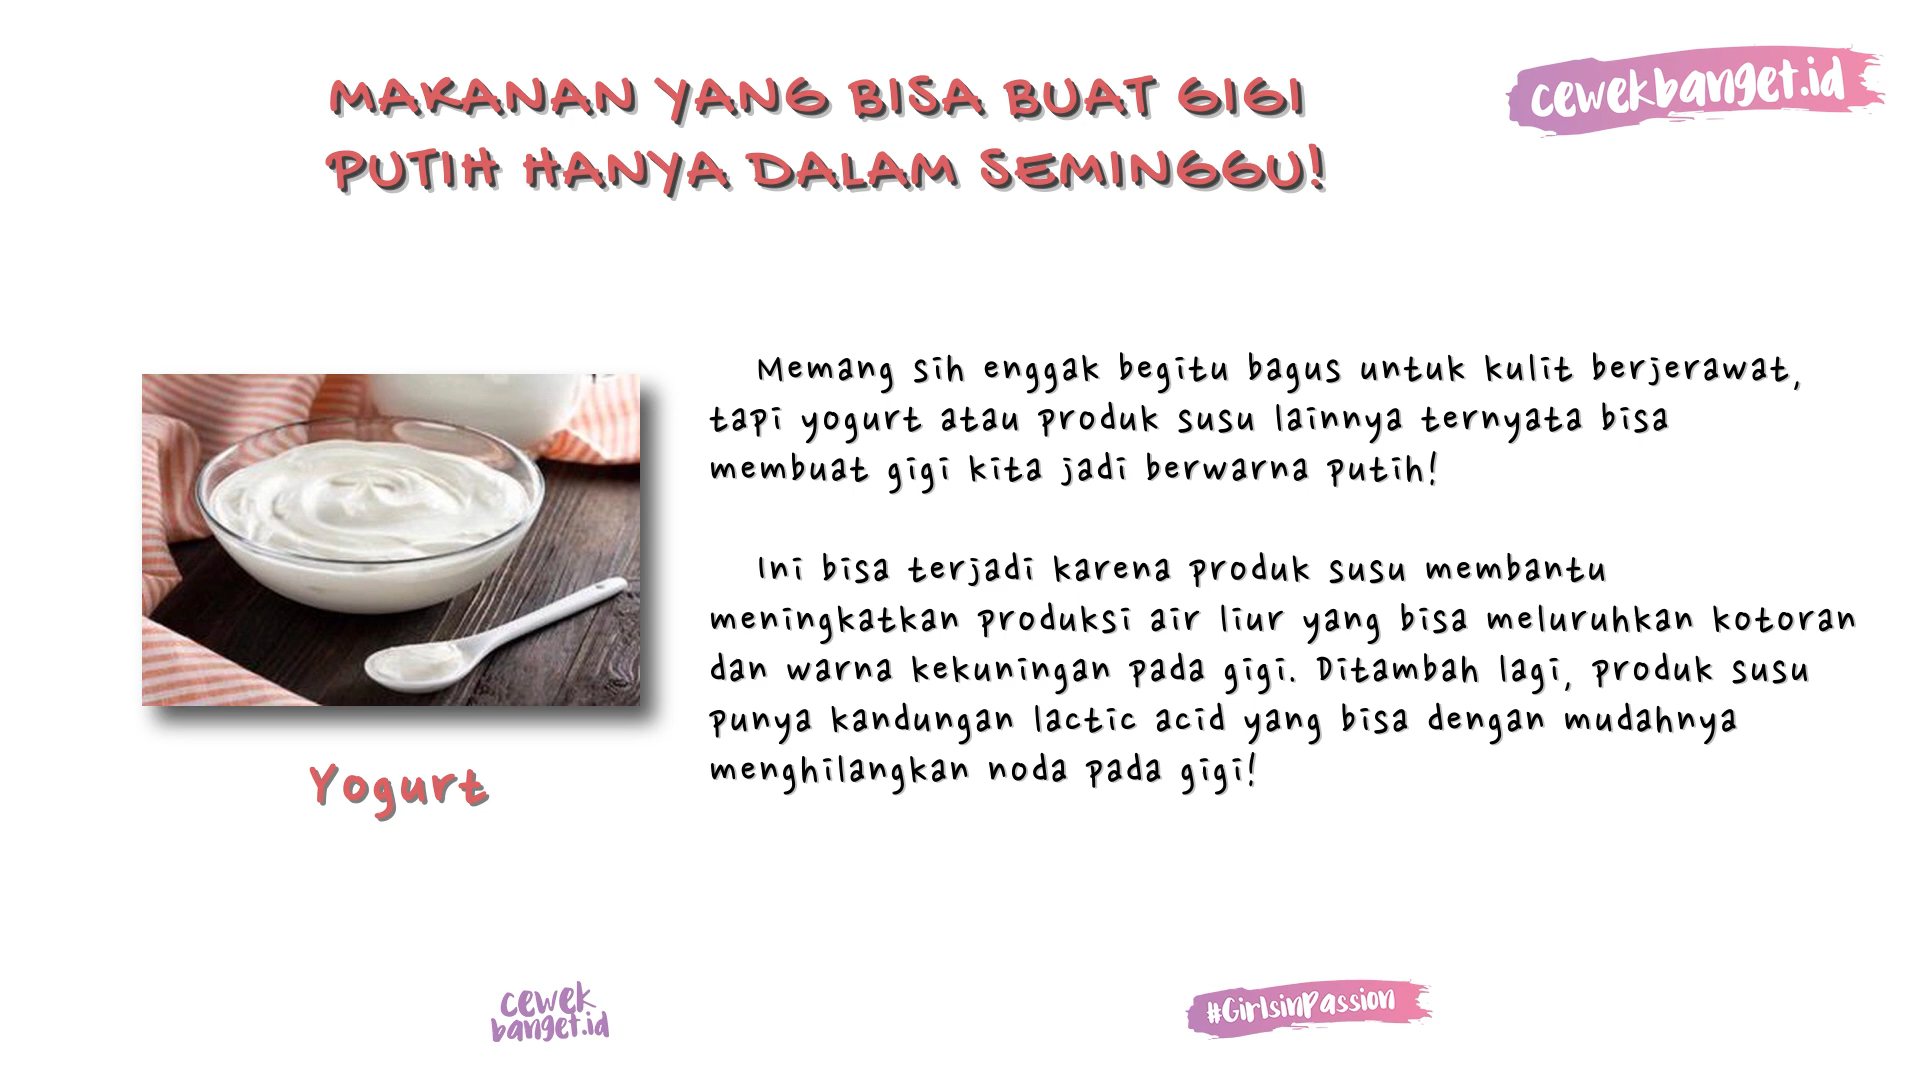 MAKANAN YANG BISA BUAT GIGI
PUTIH HANYA DALAM SEMINGGU!
cewekbanget.id
Memang sih enggak begitu bagus untuk kulit berjerawat,
tapi yogurt atau produk susu lainnya ternyata bisa
membuat gigi kita jadi berwarna putih!
Ini bisa terjadi karena produk susu membantu
meningkatkan produksi air liur yang bisa meluruhkan kotoran
dan warna kekuningan pada gigi. Ditambah lagi, produk susu
punya kandungan lactic acid yang bisa dengan mudahnya
menghilangkan noda pada gigi!
Yogurt
cewek
banget.id
#GirlsinPassion